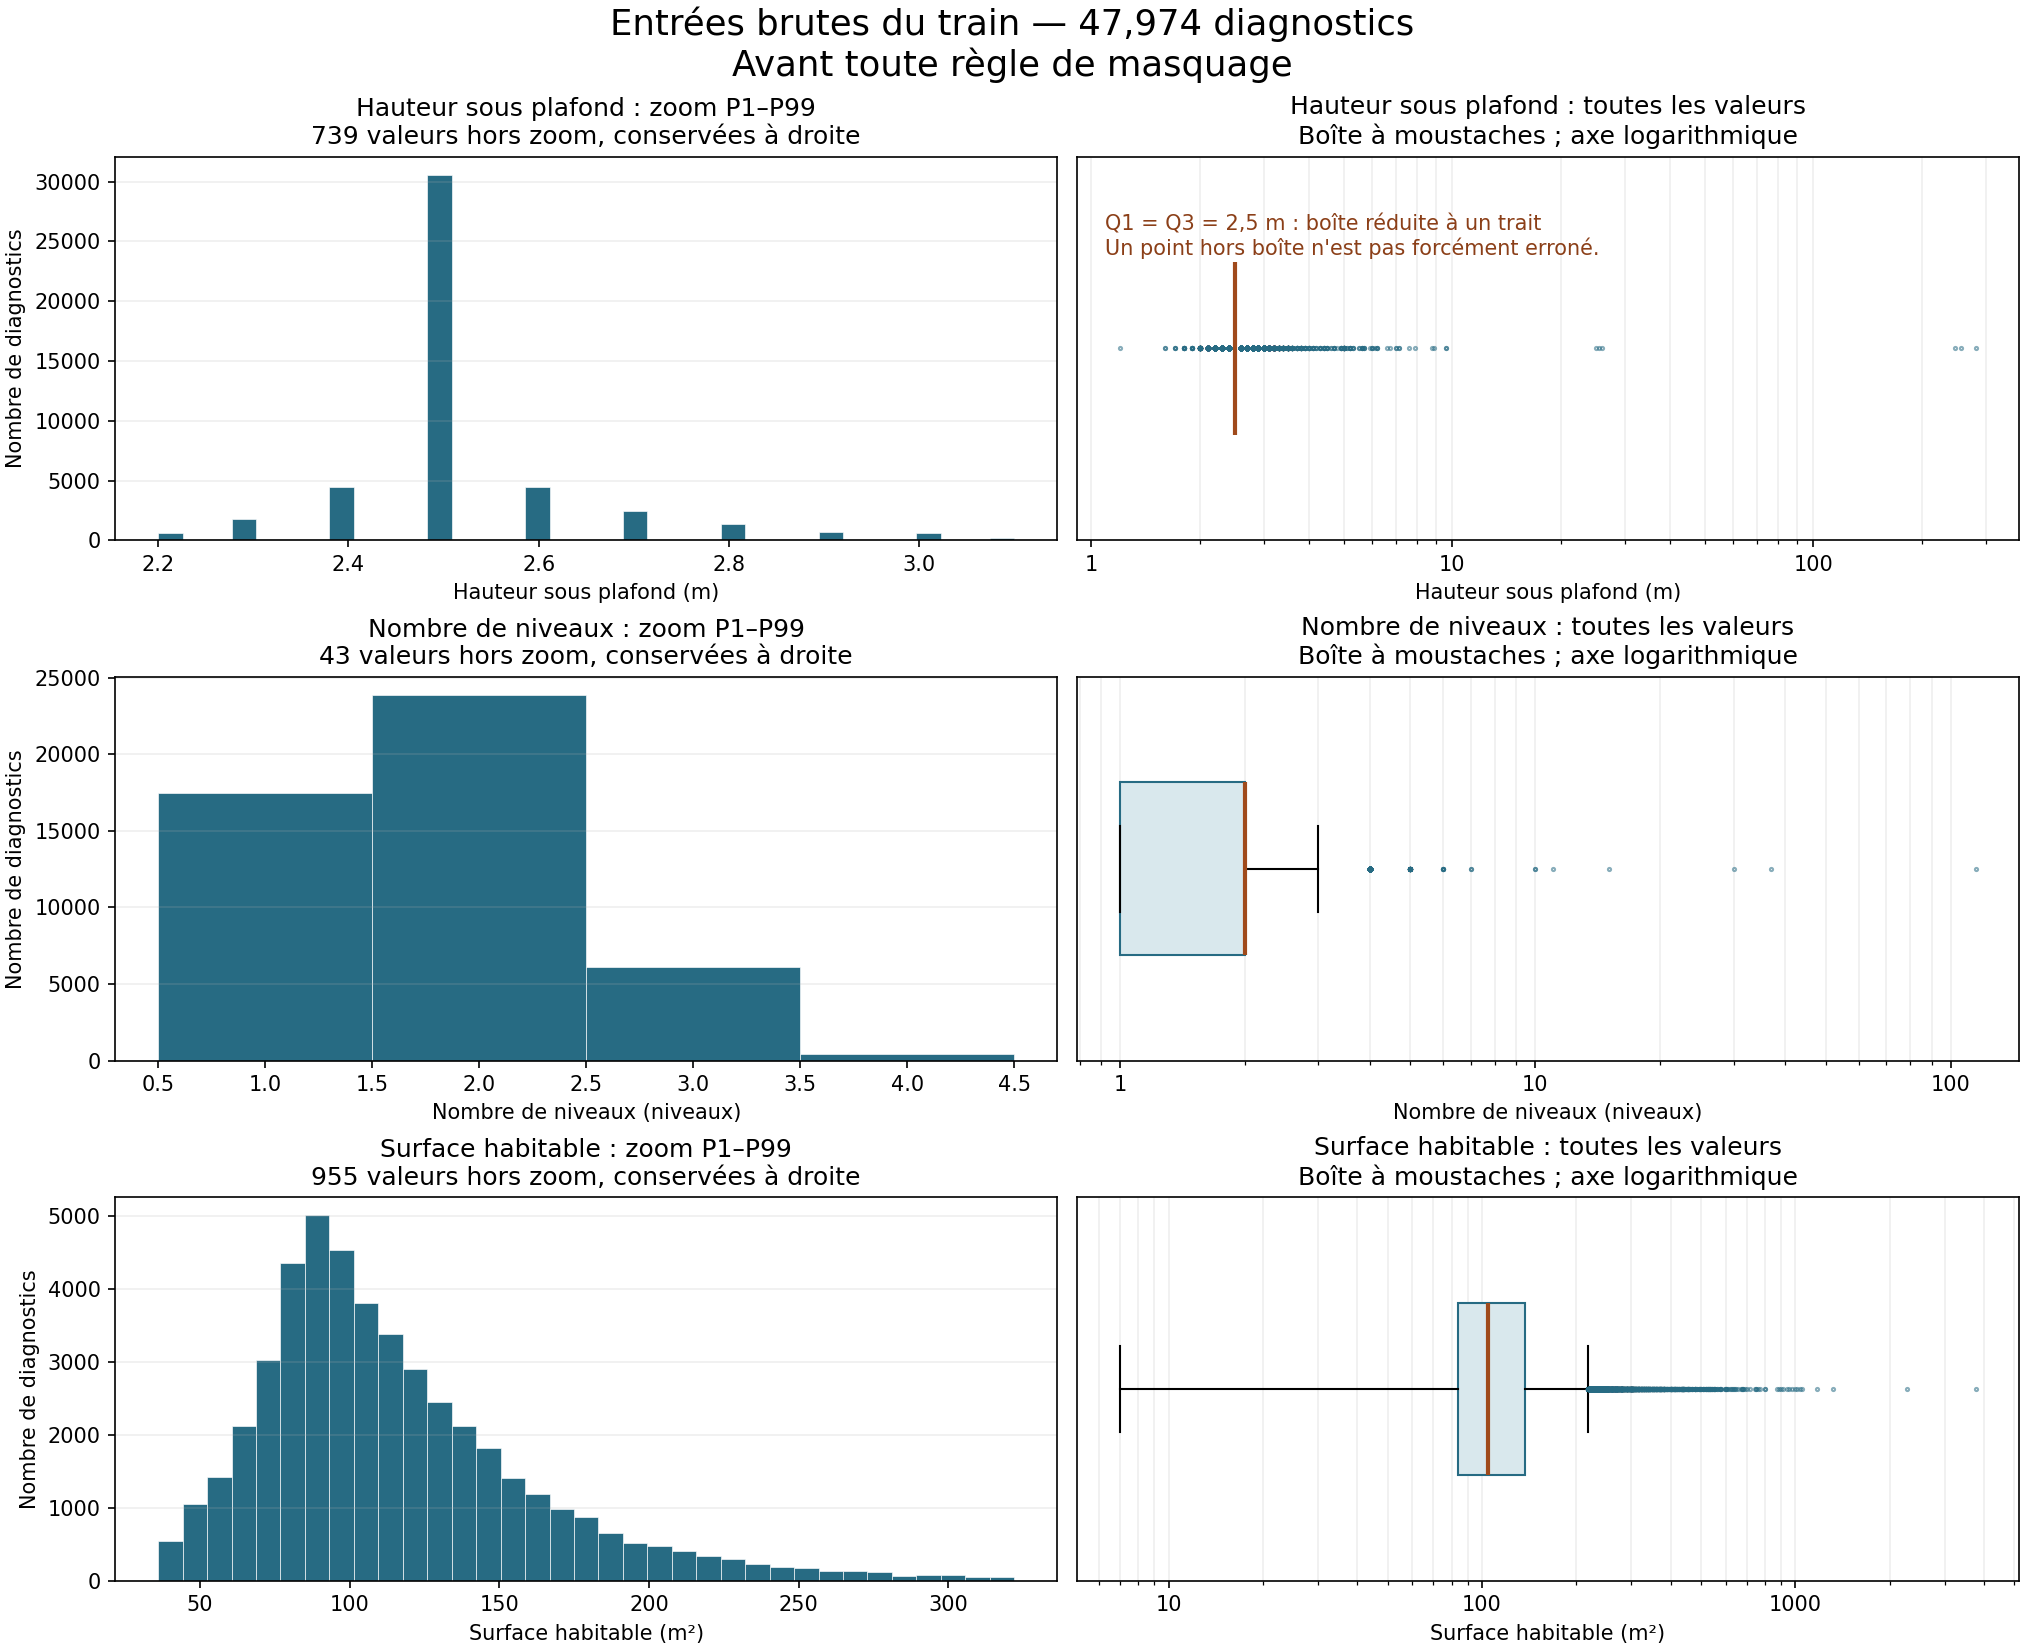 Entrées brutes du train — 47,974 diagnostics
Avant toute règle de masquage
Hauteur sous plafond : zoom P1–P99
739 valeurs hors zoom, conservées à droite
Nombre de diagnostics
30000
25000
20000
15000
10000
5000
0
2.2 2.4 2.6 2.8 3.0
Hauteur sous plafond (m)
Hauteur sous plafond : toutes les valeurs
Boîte à moustaches ; axe logarithmique
Q1 = Q3 = 2,5 m : boîte réduite à un trait
Un point hors boîte n'est pas forcément erroné.
1 10 100
Hauteur sous plafond (m)
Nombre de niveaux : zoom P1–P99
43 valeurs hors zoom, conservées à droite
Nombre de diagnostics
25000
20000
15000
10000
5000
0
0.5 1.0 1.5 2.0 2.5 3.0 3.5 4.0 4.5
Nombre de niveaux (niveaux)
Nombre de niveaux : toutes les valeurs
Boîte à moustaches ; axe logarithmique
1 10 100
Nombre de niveaux (niveaux)
Surface habitable : zoom P1–P99
955 valeurs hors zoom, conservées à droite
Nombre de diagnostics
5000
4000
3000
2000
1000
0
50 100 150 200 250 300
Surface habitable (m²)
Surface habitable : toutes les valeurs
Boîte à moustaches ; axe logarithmique
10 100 1000
Surface habitable (m²)